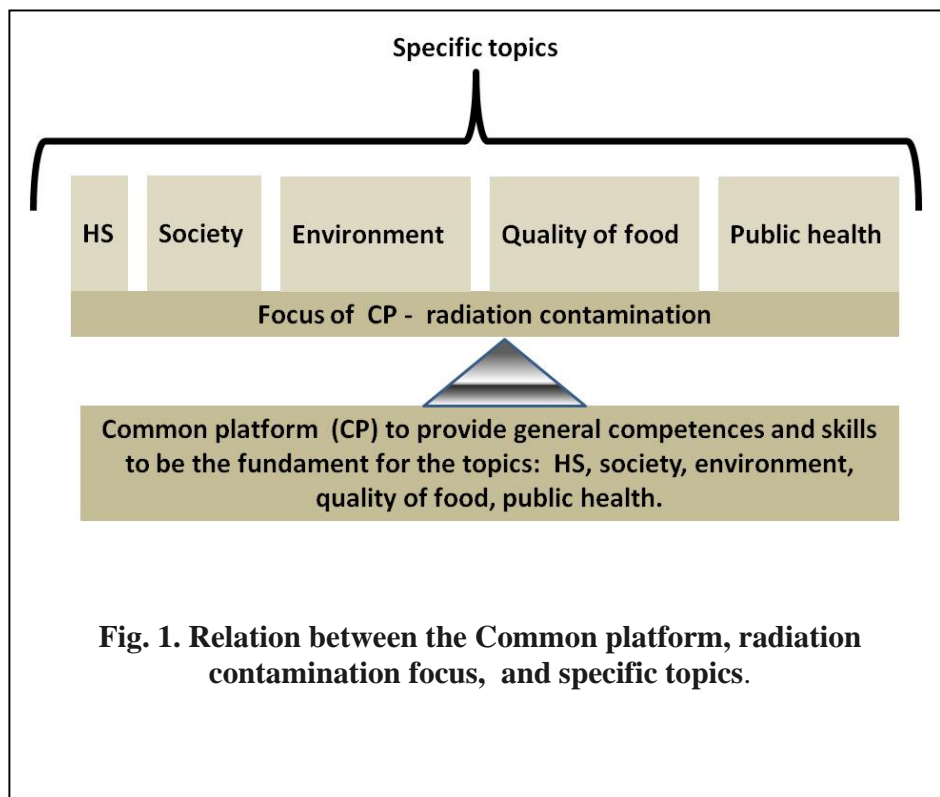 Specific topics
HS Society Environment Quality of food Public health
Focus of CP - radiation contamination
Common platform (CP) to provide general competences and skills
to be the fundament for the topics: HS, society, environment,
quality of food, public health.
Fig. 1. Relation between the Common platform, radiation
contamination focus, and specific topics.